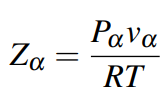 Z_α = P_α v_α / RT